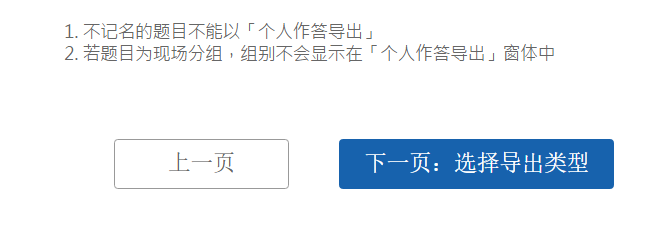 1. 不记名的题目不能以「个人作答导出」
2. 若题目为现场分组，组别不会显示在「个人作答导出」窗体中
上一页
下一页：选择导出类型